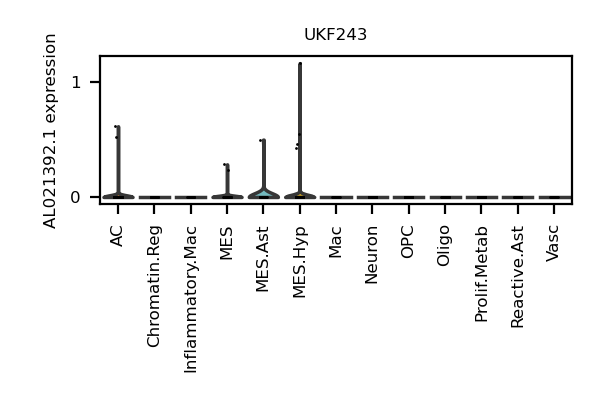 UKF243
AL021392.1 expression
1
0
AC
Chromatin.Reg
Inflammatory.Mac
MES
MES.Ast
MES.Hyp
Mac
Neuron
OPC
Oligo
Prolif.Metab
Reactive.Ast
Vasc